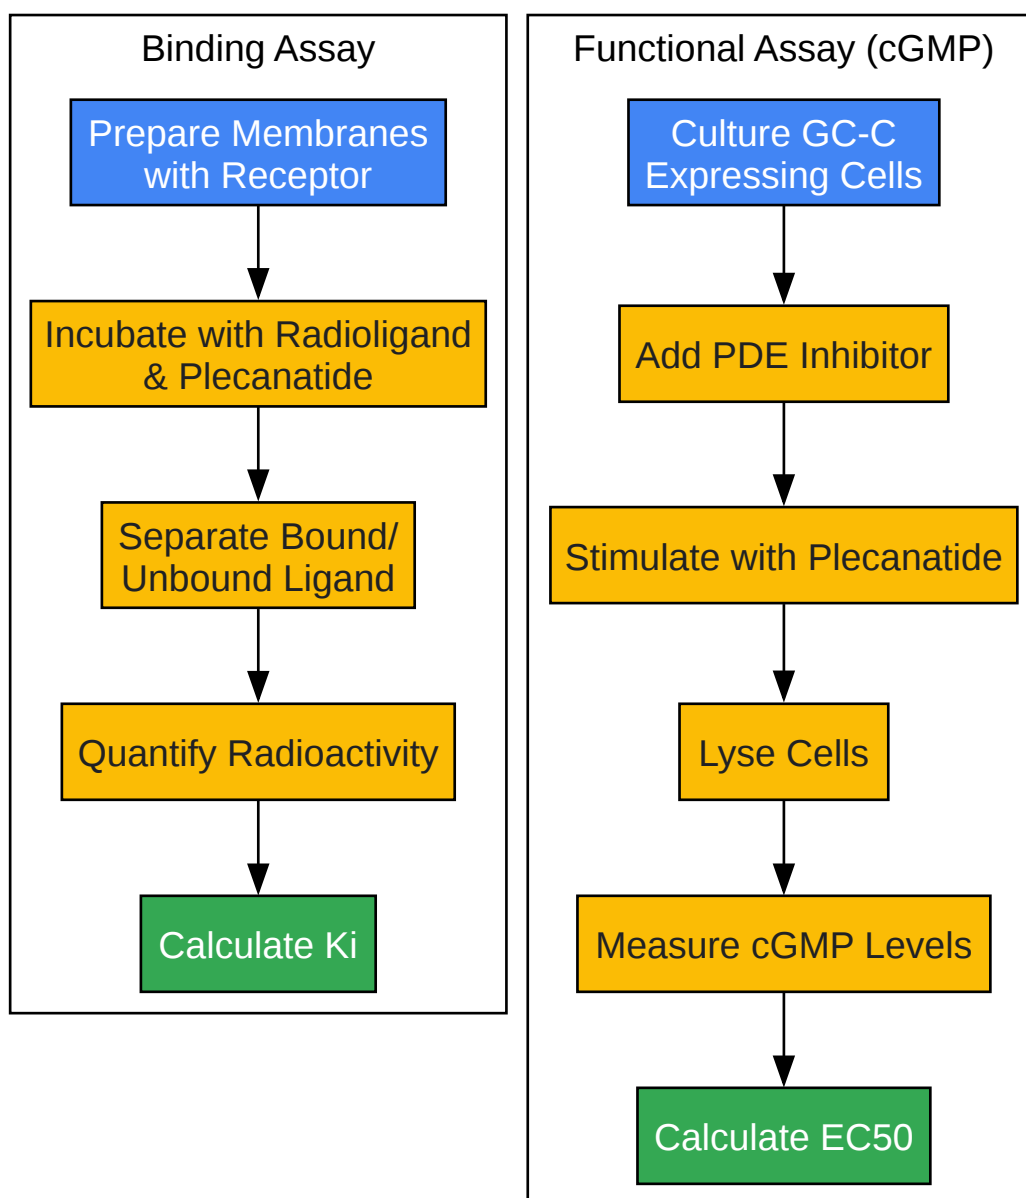 Binding Assay
Prepare Membranes
with Receptor
Incubate with Radioligand
& Plecanatide
Separate Bound/
Unbound Ligand
Quantify Radioactivity
Calculate Ki
Functional Assay (cGMP)
Culture GC-C
Expressing Cells
Add PDE Inhibitor
Stimulate with Plecanatide
Lyse Cells
Measure cGMP Levels
Calculate EC50